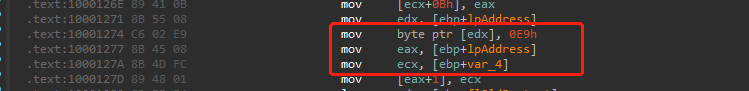 .text:1000126E 89 41 0B mov [ecx+0Bh], eax
.text:10001271 8B 55 08 mov edx, [ebp+lpAddress]
.text:10001274 C6 02 E9 mov byte ptr [edx], 0E9h
.text:10001277 8B 45 08 mov eax, [ebp+lpAddress]
.text:1000127A 8B 4D FC mov ecx, [ebp+var_4]
.text:1000127D 89 48 01 mov [eax+1], ecx